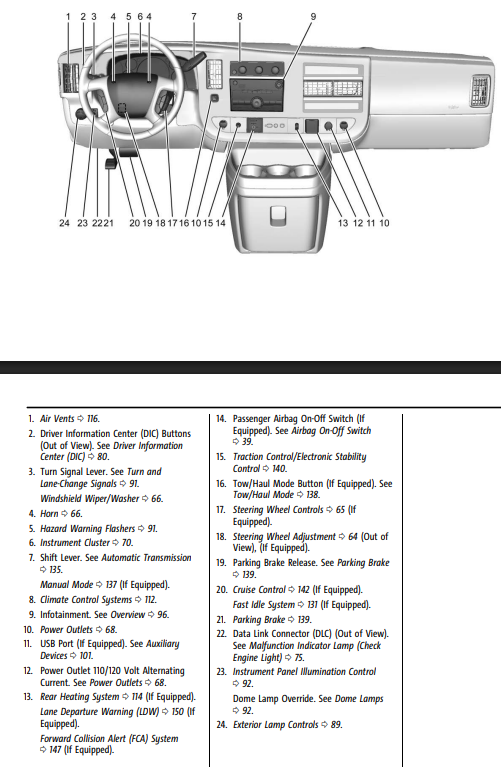 1 2 3 4 5 6 4 7 8 9
24 23 22 21 20 19 18 17 16 10 15 14 13 12 11 10
1. Air Vents ➪ 116.
2. Driver Information Center (DIC) Buttons
(Out of View). See Driver Information
Center (DIC) ➪ 80.
3. Turn Signal Lever. See Turn and
Lane-Change Signals ➪ 91.
Windshield Wiper/Washer ➪ 66.
4. Horn ➪ 66.
5. Hazard Warning Flashers ➪ 91.
6. Instrument Cluster ➪ 70.
7. Shift Lever. See Automatic Transmission
➪ 135.
Manual Mode ➪ 137 (If Equipped).
8. Climate Control Systems ➪ 112.
9. Infotainment. See Overview ➪ 96.
10. Power Outlets ➪ 68.
11. USB Port (If Equipped). See Auxiliary
Devices ➪ 101.
12. Power Outlet 110/120 Volt Alternating
Current. See Power Outlets ➪ 68.
13. Rear Heating System ➪ 114 (If Equipped).
Lane Departure Warning (LDW) ➪ 150 (If
Equipped).
Forward Collision Alert (FCA) System
➪ 147 (If Equipped).
14. Passenger Airbag On-Off Switch (If
Equipped). See Airbag On-Off Switch
➪ 39.
15. Traction Control/Electronic Stability
Control ➪ 140.
16. Tow/Haul Mode Button (If Equipped). See
Tow/Haul Mode ➪ 138.
17. Steering Wheel Controls ➪ 65 (If
Equipped).
18. Steering Wheel Adjustment ➪ 64 (Out of
View), (If Equipped).
19. Parking Brake Release. See Parking Brake
➪ 139.
20. Cruise Control ➪ 142 (If Equipped).
Fast Idle System ➪ 131 (If Equipped).
21. Parking Brake ➪ 139.
22. Data Link Connector (DLC) (Out of View).
See Malfunction Indicator Lamp (Check
Engine Light) ➪ 75.
23. Instrument Panel Illumination Control
➪ 92.
Dome Lamp Override. See Dome Lamps
➪ 92.
24. Exterior Lamp Controls ➪ 89.